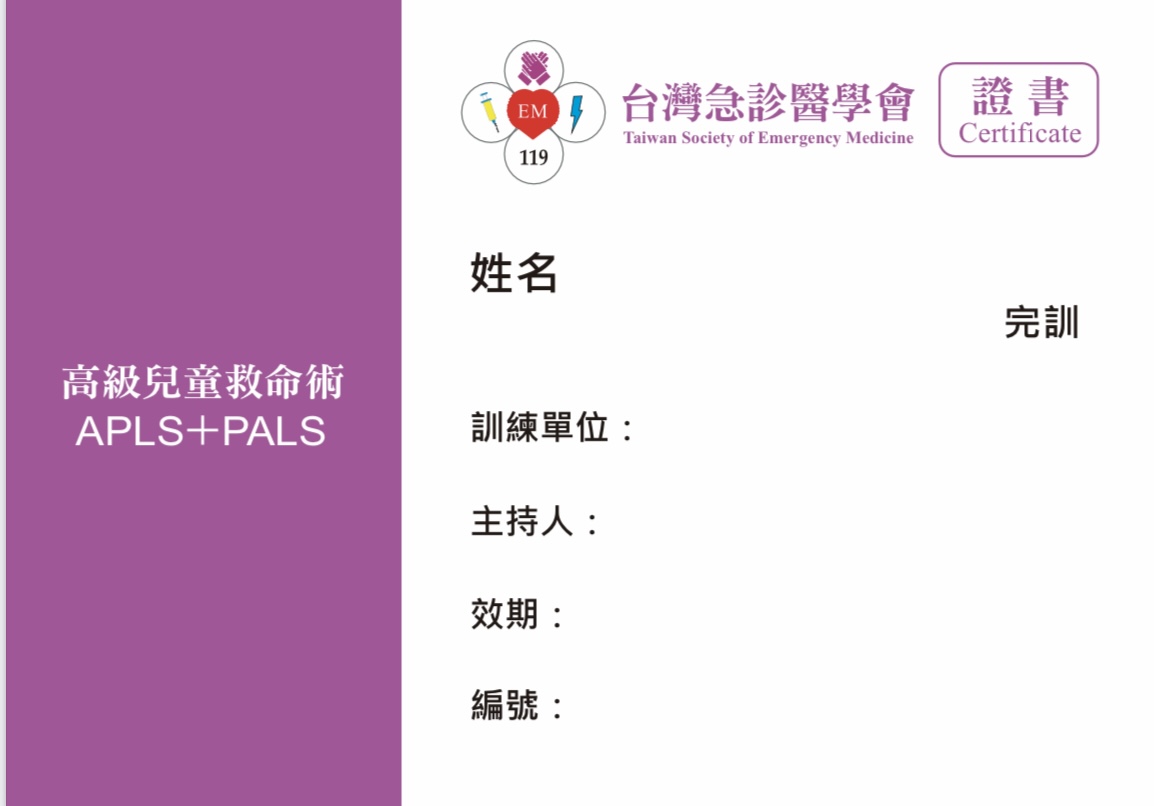 高級兒童救命術
APLS＋PALS
EM
119
台灣急診醫學會
Taiwan Society of Emergency Medicine
證書
Certificate
姓名
完訓
訓練單位：
主持人：
效期：
編號：